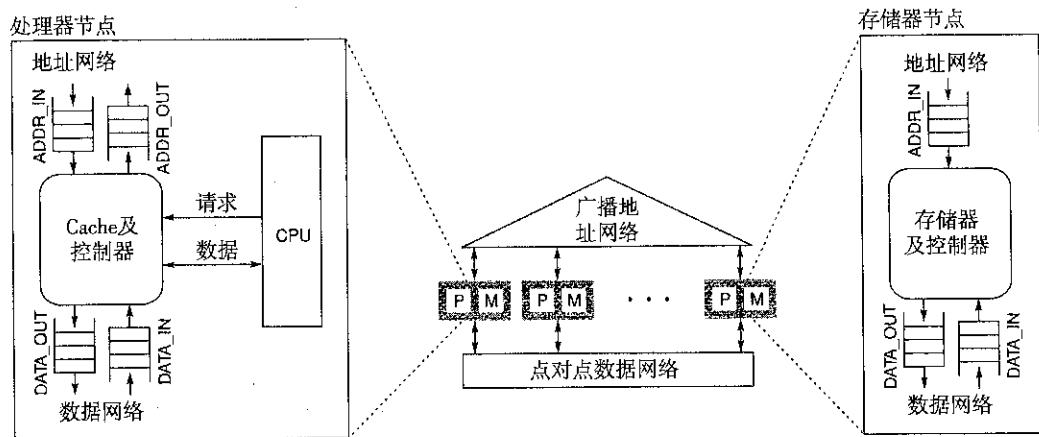 处理器节点
地址网络
ADDR_IN
ADDR_OUT
Cache及
控制器
请求
数据
CPU
DATA_OUT
DATA_IN
数据网络
广播地
址网络
P M
P M
· · ·
P M
点对点数据网络
存储器节点
地址网络
ADDR_IN
存储器
及控制器
DATA_OUT
DATA_IN
数据网络